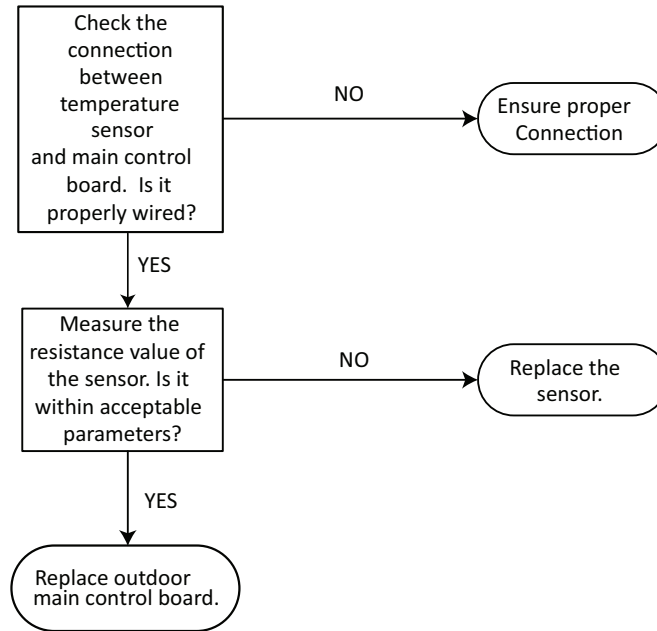 Check the
connection
between
temperature
sensor
and main control
board.  Is it
properly wired?
NO
Ensure proper
Connection
YES
Measure the
resistance value of
the sensor. Is it
within acceptable
parameters?
NO
Replace the
sensor.
YES
Replace outdoor
main control board.